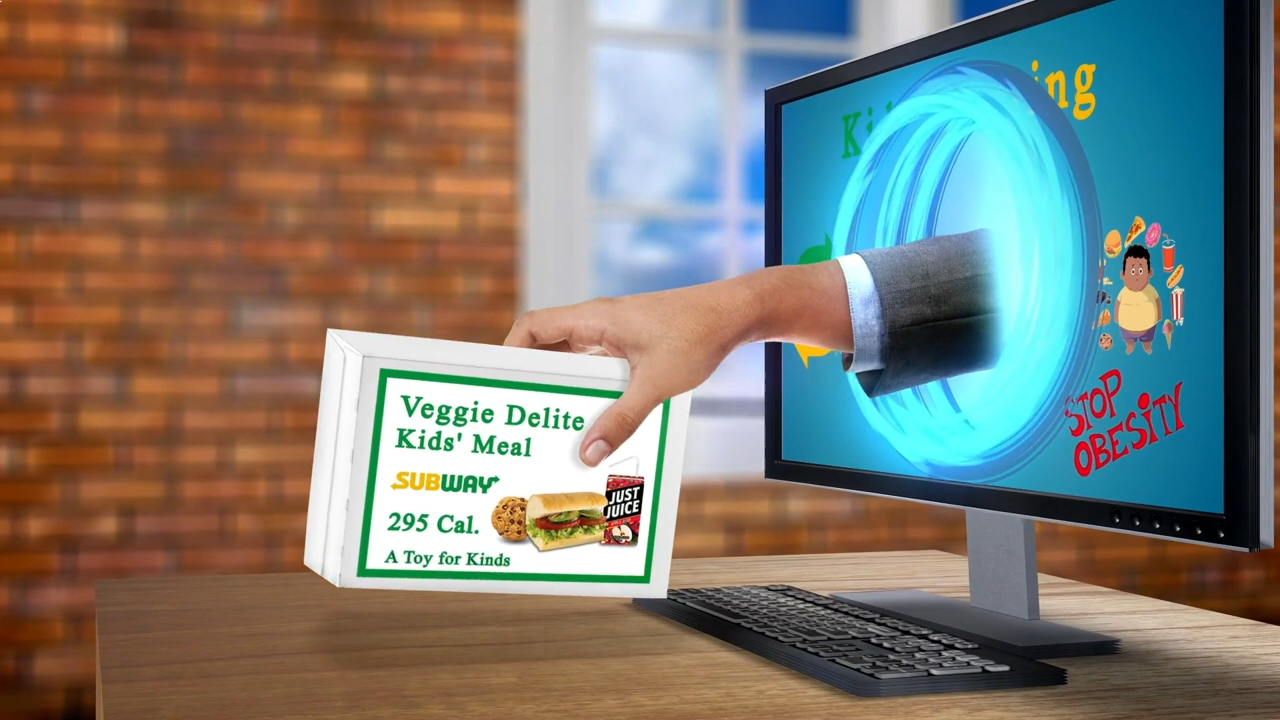 Veggie Delite
Kids' Meal
SUBWAY
295 Cal.
A Toy for Kinds
JUST
JUICE
STOP
OBESITY